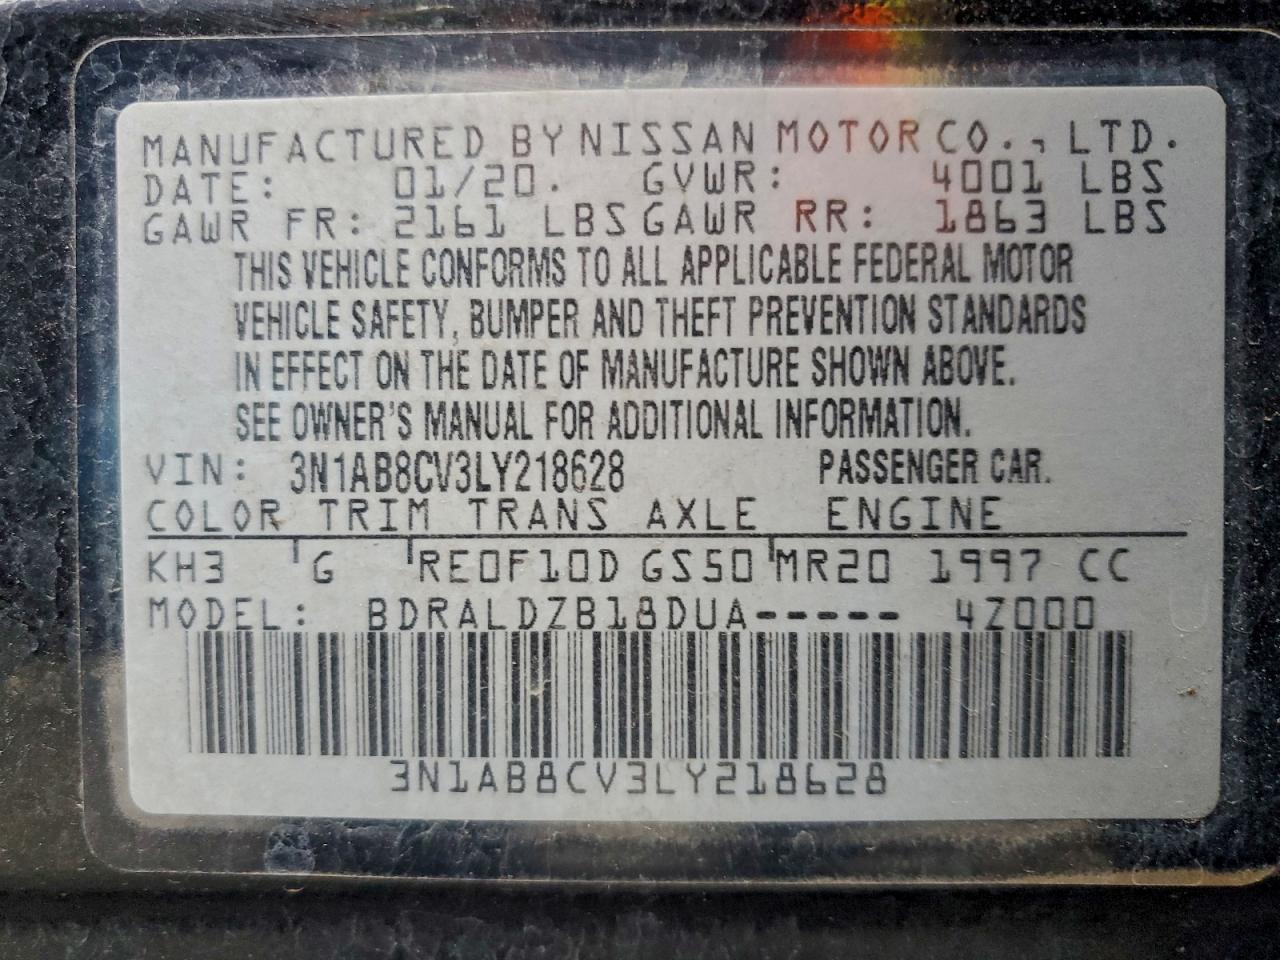 MANUFACTURED BY NISSAN MOTOR CO., LTD.
DATE: 01/20. GVWR: 4001 LBS
GAWR FR: 2161 LBS GAWR RR: 1863 LBS
THIS VEHICLE CONFORMS TO ALL APPLICABLE FEDERAL MOTOR
VEHICLE SAFETY, BUMPER AND THEFT PREVENTION STANDARDS
IN EFFECT ON THE DATE OF MANUFACTURE SHOWN ABOVE.
SEE OWNER'S MANUAL FOR ADDITIONAL INFORMATION.
VIN: 3N1AB8CV3LY218628 PASSENGER CAR.
COLOR TRIM TRANS AXLE ENGINE
KH3 G RE0F10D GS50 MR20 1997 CC
MODEL: BDRALDZB18DUA----- 4Z000
3N1AB8CV3LY218628